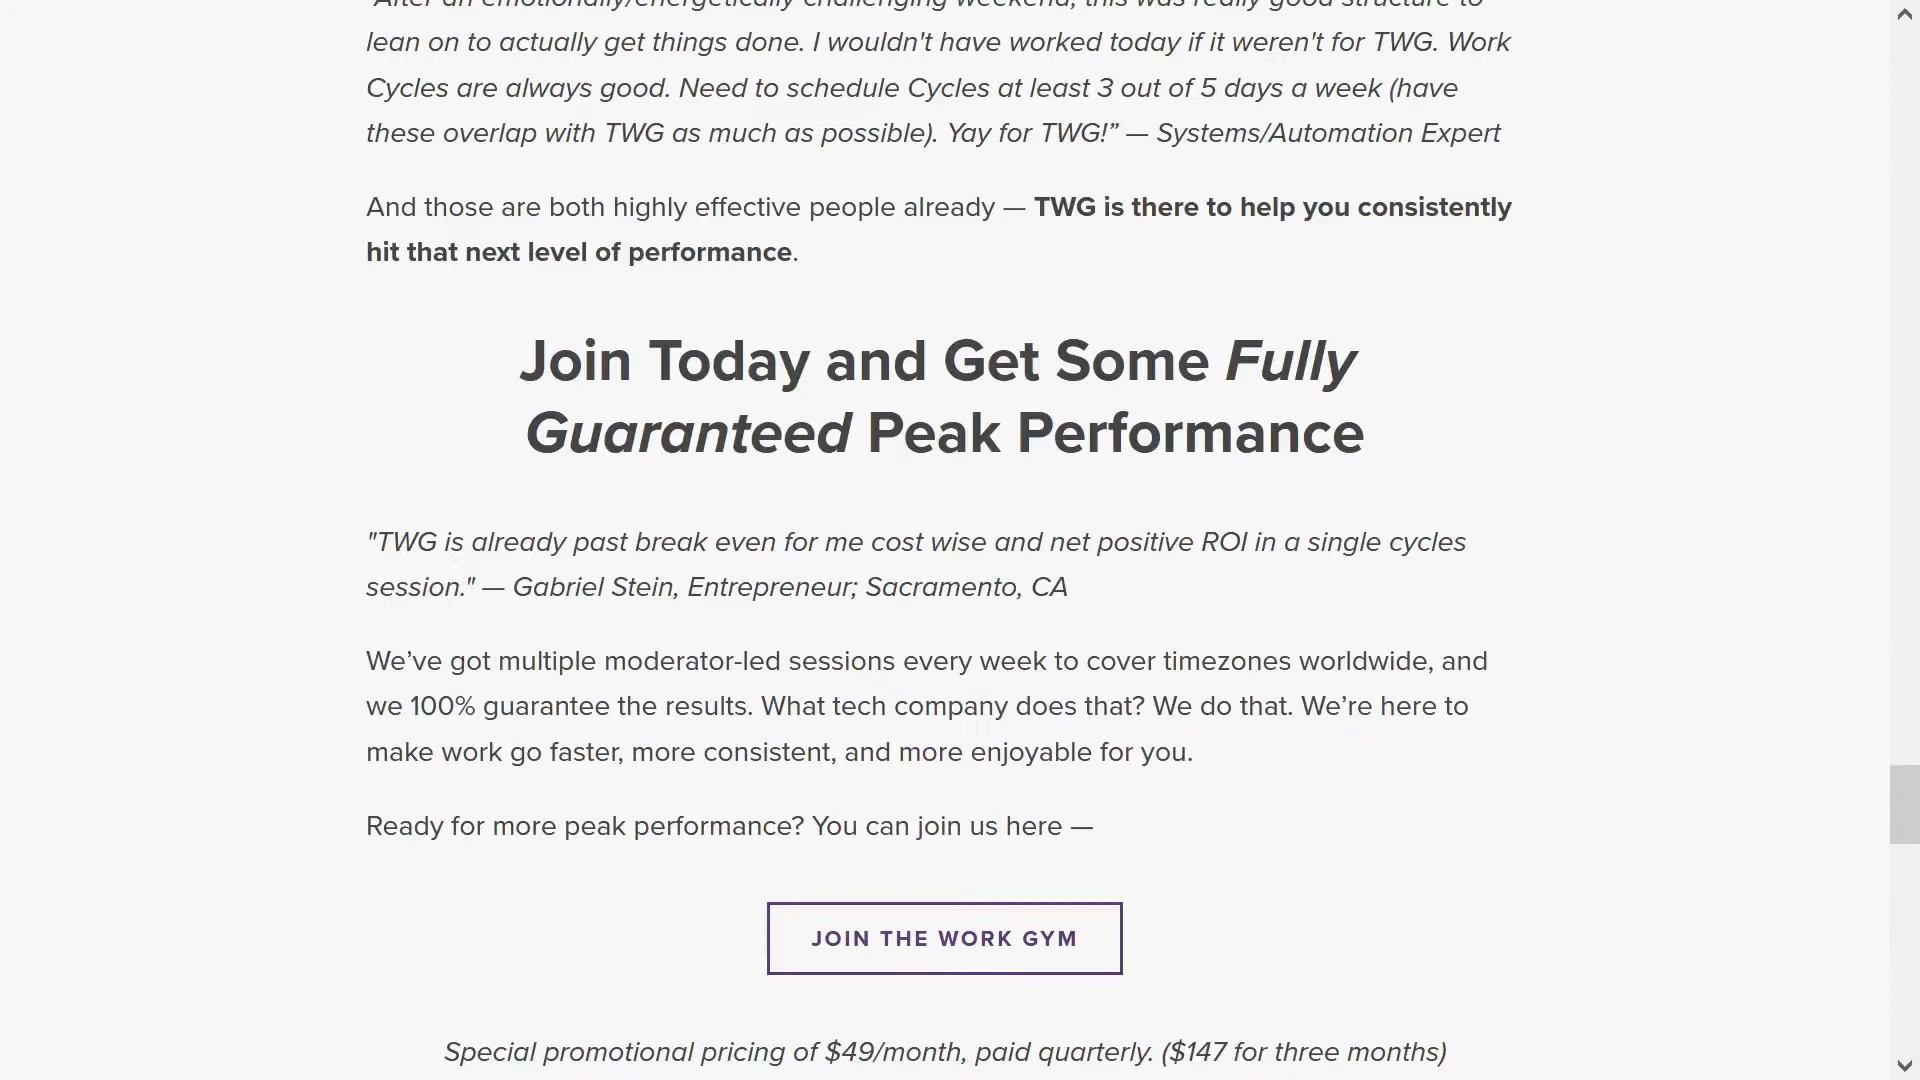 "After an emotionally/energetically challenging weekend, this was really good structure to
lean on to actually get things done. I wouldn't have worked today if it weren't for TWG. Work
Cycles are always good. Need to schedule Cycles at least 3 out of 5 days a week (have
these overlap with TWG as much as possible). Yay for TWG!” — Systems/Automation Expert
And those are both highly effective people already — TWG is there to help you consistently
hit that next level of performance.
Join Today and Get Some Fully
Guaranteed Peak Performance
"TWG is already past break even for me cost wise and net positive ROI in a single cycles
session." — Gabriel Stein, Entrepreneur; Sacramento, CA
We’ve got multiple moderator-led sessions every week to cover timezones worldwide, and
we 100% guarantee the results. What tech company does that? We do that. We’re here to
make work go faster, more consistent, and more enjoyable for you.
Ready for more peak performance? You can join us here —
JOIN THE WORK GYM
Special promotional pricing of $49/month, paid quarterly. ($147 for three months)